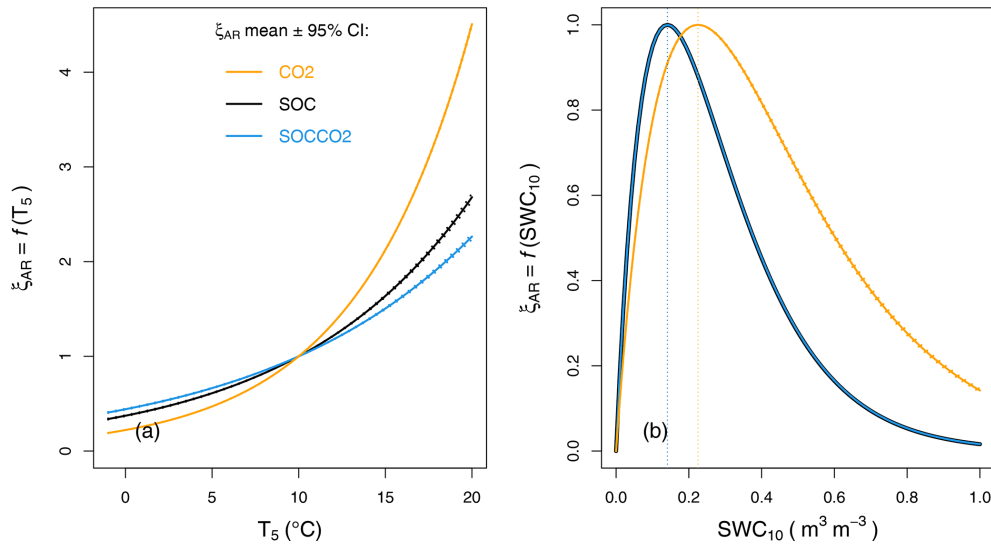 ξAR mean ± 95% CI:
CO2
SOC
SOCCO2
ξAR = f (T5)
4
3
2
1
0
0 5 10 15 20
T5 (°C)
(a)
ξAR = f (SWC10)
1.0
0.8
0.6
0.4
0.2
0.0
0.0 0.2 0.4 0.6 0.8 1.0
SWC10 ( m³ m⁻³ )
(b)